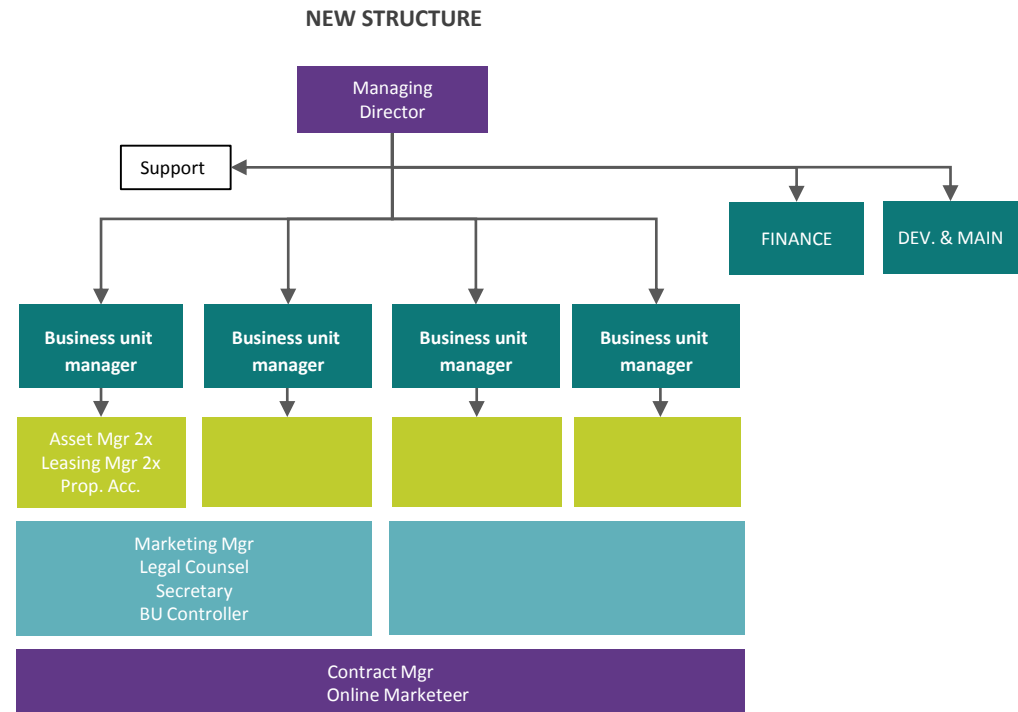 NEW STRUCTURE
Managing
Director
Support
FINANCE
DEV. & MAIN
Business unit
manager
Business unit
manager
Business unit
manager
Business unit
manager
Asset Mgr 2x
Leasing Mgr 2x
Prop. Acc.
Marketing Mgr
Legal Counsel
Secretary
BU Controller
Contract Mgr
Online Marketeer